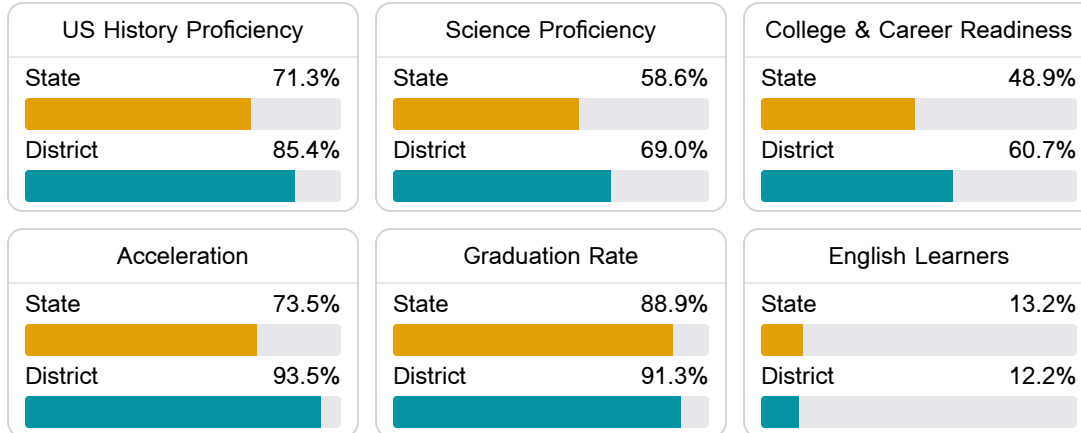 US History Proficiency
State 71.3%
District 85.4%
Science Proficiency
State 58.6%
District 69.0%
College & Career Readiness
State 48.9%
District 60.7%
Acceleration
State 73.5%
District 93.5%
Graduation Rate
State 88.9%
District 91.3%
English Learners
State 13.2%
District 12.2%